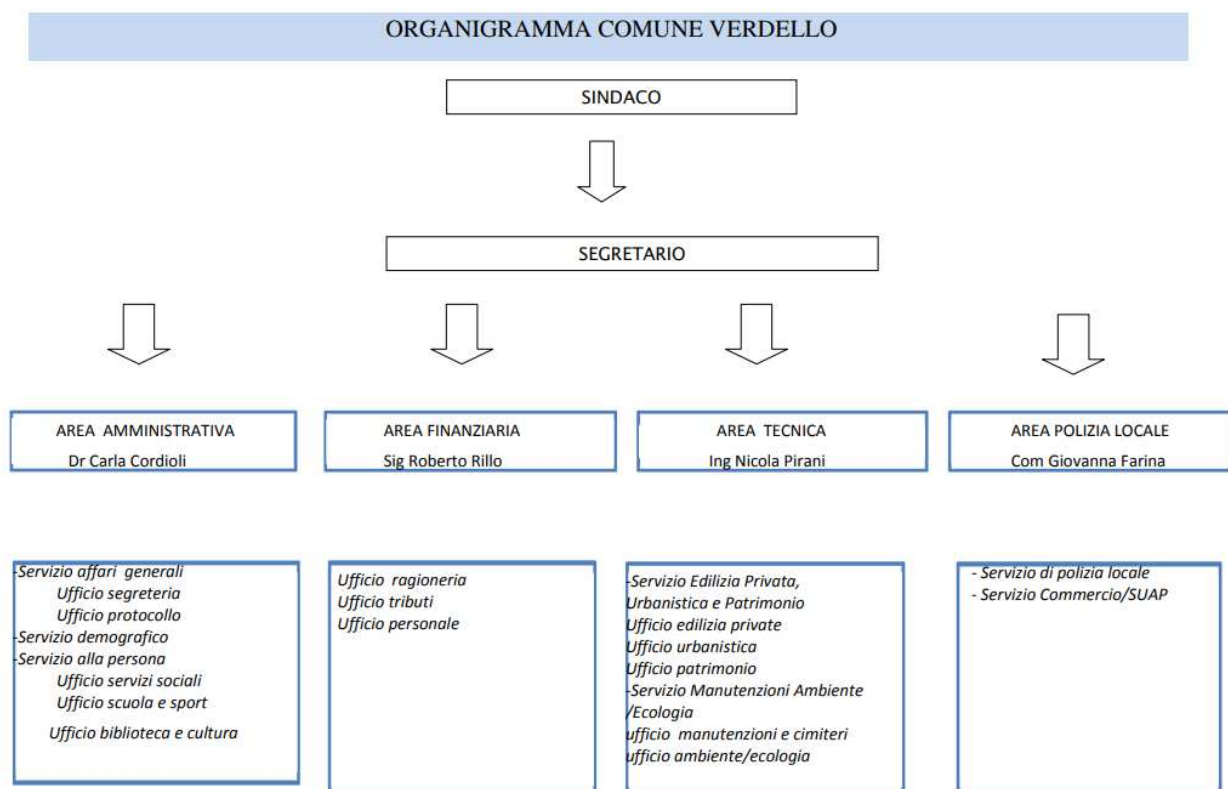 ORGANIGRAMMA COMUNE VERDELLO
SINDACO
SEGRETARIO
AREA AMMINISTRATIVA
Dr Carla Cordioli
AREA FINANZIARIA
Sig Roberto Rillo
AREA TECNICA
Ing Nicola Pirani
AREA POLIZIA LOCALE
Com Giovanna Farina
-Servizio affari generali
Ufficio segreteria
Ufficio protocollo
-Servizio demografico
-Servizio alla persona
Ufficio servizi sociali
Ufficio scuola e sport
Ufficio biblioteca e cultura
Ufficio ragioneria
Ufficio tributi
Ufficio personale
-Servizio Edilizia Privata,
Urbanistica e Patrimonio
Ufficio edilizia private
Ufficio urbanistica
Ufficio patrimonio
-Servizio Manutenzioni Ambiente
/Ecologia
ufficio manutenzioni e cimiteri
ufficio ambiente/ecologia
- Servizio di polizia locale
- Servizio Commercio/SUAP